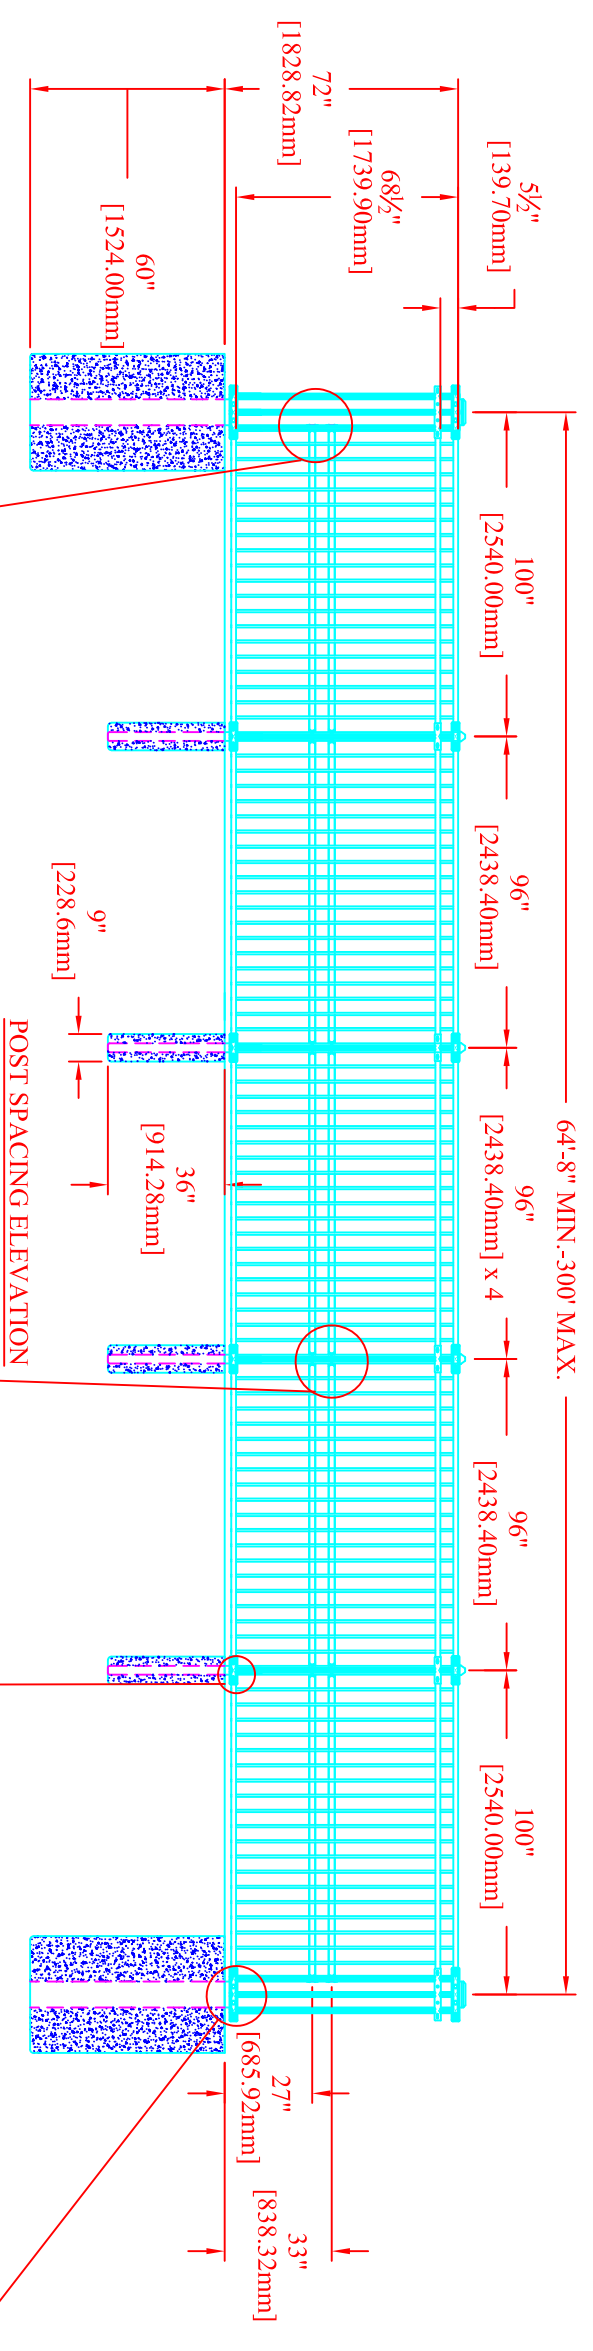 64'-8" MIN.-300' MAX.
5½"
[139.70mm]
100"
[2540.00mm]
96"
[2438.40mm]
96"
[2438.40mm] x 4
96"
[2438.40mm]
100"
[2540.00mm]
72"
[1828.82mm]
68½"
[1739.90mm]
60"
[1524.00mm]
9"
[228.6mm]
36"
[914.28mm]
27"
[685.92mm]
33"
[838.32mm]
POST SPACING ELEVATION